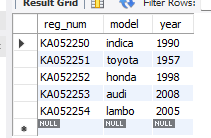 Result Grid Filter Rows:
reg_num model year
KA052250 indica 1990
KA052251 toyota 1957
KA052252 honda 1998
KA052253 audi 2008
KA052254 lambo 2005
NULL NULL NULL